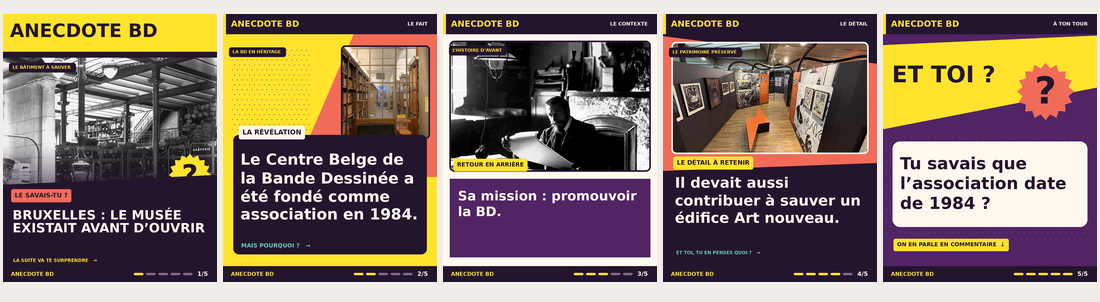 ANECDOTE BD
LE BÂTIMENT À SAUVER
?
LE SAVAIS-TU ?
BRUXELLES : LE MUSÉE
EXISTAIT AVANT D’OUVRIR
LA SUITE VA TE SURPRENDRE →
ANECDOTE BD
1/5
ANECDOTE BD
LE FAIT
LA BD EN HÉRITAGE
LA RÉVÉLATION
Le Centre Belge de
la Bande Dessinée a
été fondé comme
association en 1984.
MAIS POURQUOI ? →
ANECDOTE BD
2/5
ANECDOTE BD
LE CONTEXTE
L’HISTOIRE D’AVANT
RETOUR EN ARRIÈRE
Sa mission : promouvoir
la BD.
ANECDOTE BD
3/5
ANECDOTE BD
LE DÉTAIL
LE PATRIMOINE PRÉSERVÉ
LE DÉTAIL À RETENIR
Il devait aussi
contribuer à sauver un
édifice Art nouveau.
ET TOI, TU EN PENSES QUOI ? →
ANECDOTE BD
4/5
ANECDOTE BD
À TON TOUR
ET TOI ?
?
Tu savais que
l’association date
de 1984 ?
ON EN PARLE EN COMMENTAIRE ↓
ANECDOTE BD
5/5